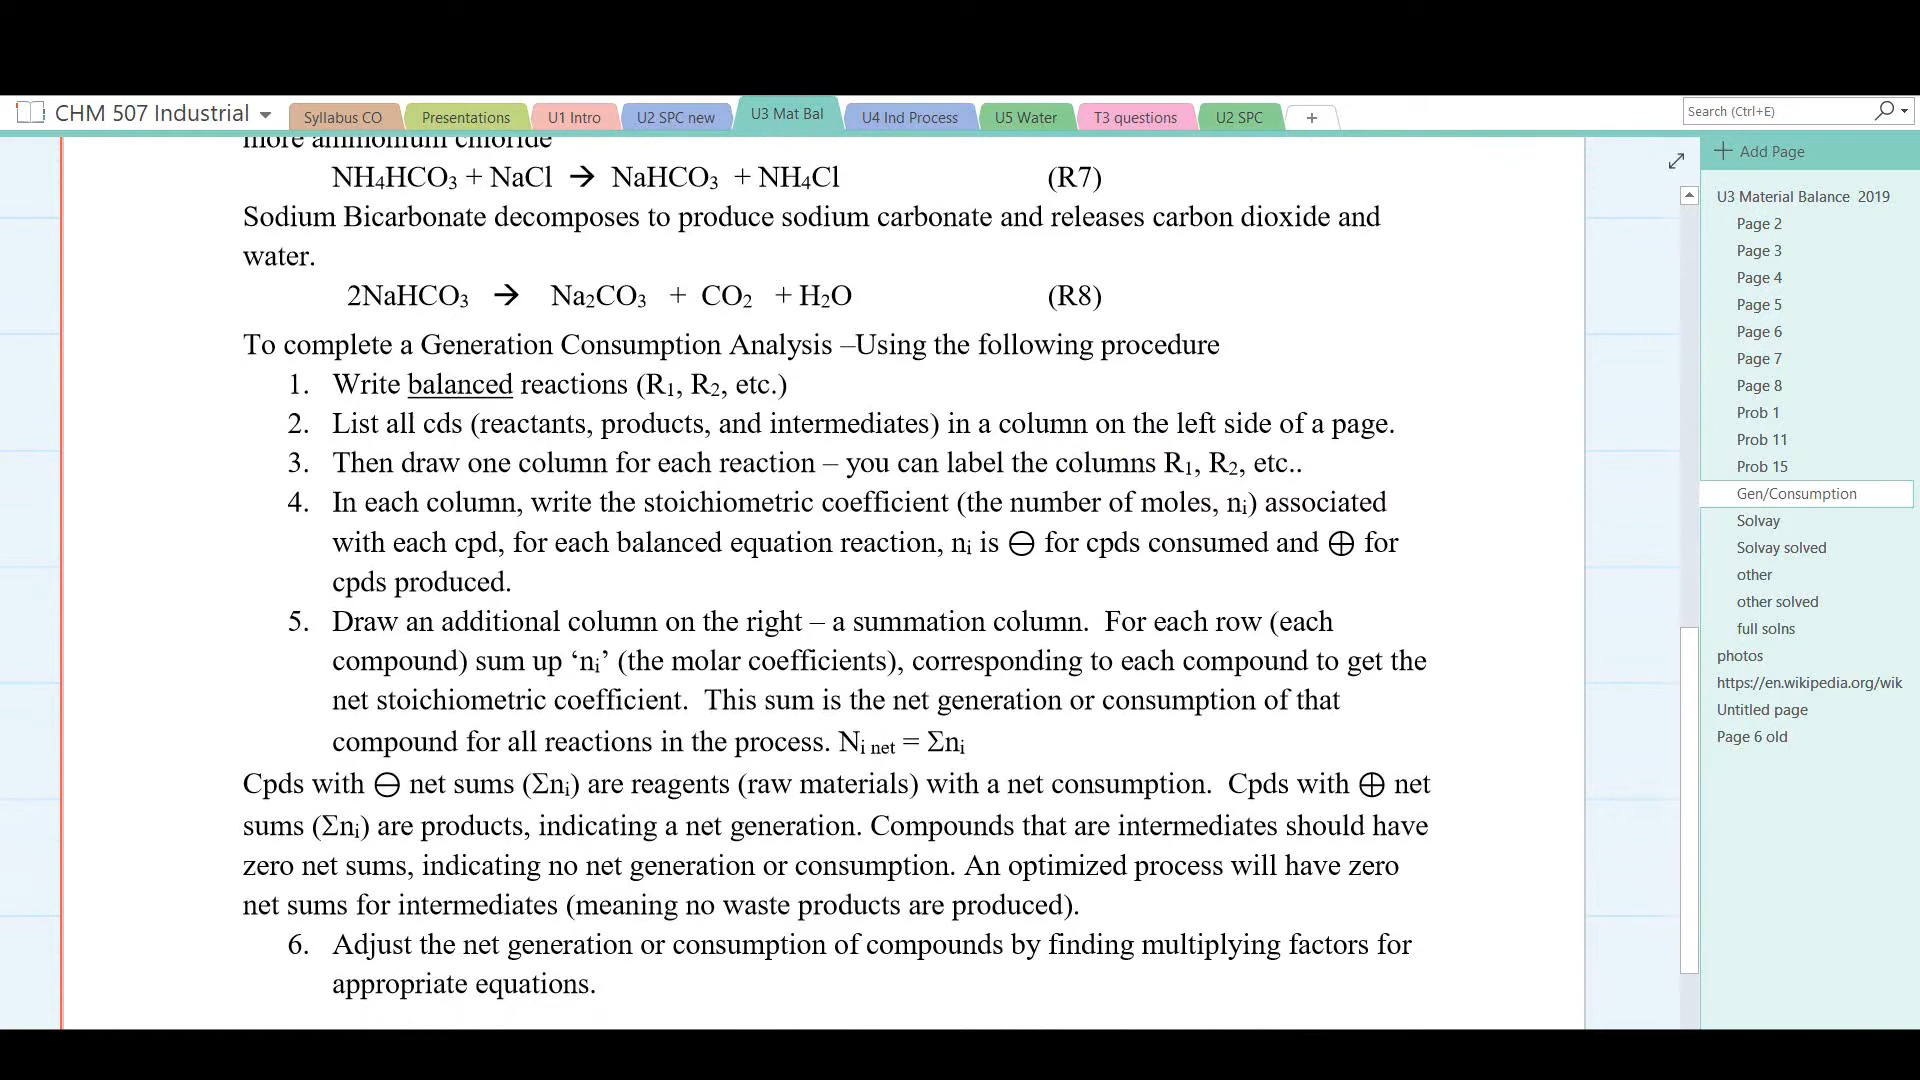 CHM 507 Industrial
Syllabus CO
Presentations
U1 Intro
U2 SPC new
U3 Mat Bal
U4 Ind Process
U5 Water
T3 questions
U2 SPC
+
Search (Ctrl+E)
more ammonium chloride
NH₄HCO₃ + NaCl → NaHCO₃ + NH₄Cl (R7)
Sodium Bicarbonate decomposes to produce sodium carbonate and releases carbon dioxide and
water.
2NaHCO₃ → Na₂CO₃ + CO₂ + H₂O (R8)
To complete a Generation Consumption Analysis –Using the following procedure
1. Write balanced reactions (R₁, R₂, etc.)
2. List all cds (reactants, products, and intermediates) in a column on the left side of a page.
3. Then draw one column for each reaction – you can label the columns R₁, R₂, etc..
4. In each column, write the stoichiometric coefficient (the number of moles, nᵢ) associated
with each cpd, for each balanced equation reaction, nᵢ is ⊖ for cpds consumed and ⊕ for
cpds produced.
5. Draw an additional column on the right – a summation column. For each row (each
compound) sum up ‘nᵢ’ (the molar coefficients), corresponding to each compound to get the
net stoichiometric coefficient. This sum is the net generation or consumption of that
compound for all reactions in the process. Nᵢ net = Σnᵢ
Cpds with ⊖ net sums (Σnᵢ) are reagents (raw materials) with a net consumption. Cpds with ⊕ net
sums (Σnᵢ) are products, indicating a net generation. Compounds that are intermediates should have
zero net sums, indicating no net generation or consumption. An optimized process will have zero
net sums for intermediates (meaning no waste products are produced).
6. Adjust the net generation or consumption of compounds by finding multiplying factors for
appropriate equations.
Add Page
U3 Material Balance 2019
Page 2
Page 3
Page 4
Page 5
Page 6
Page 7
Page 8
Prob 1
Prob 11
Prob 15
Gen/Consumption
Solvay
Solvay solved
other
other solved
full solns
photos
https://en.wikipedia.org/wik
Untitled page
Page 6 old